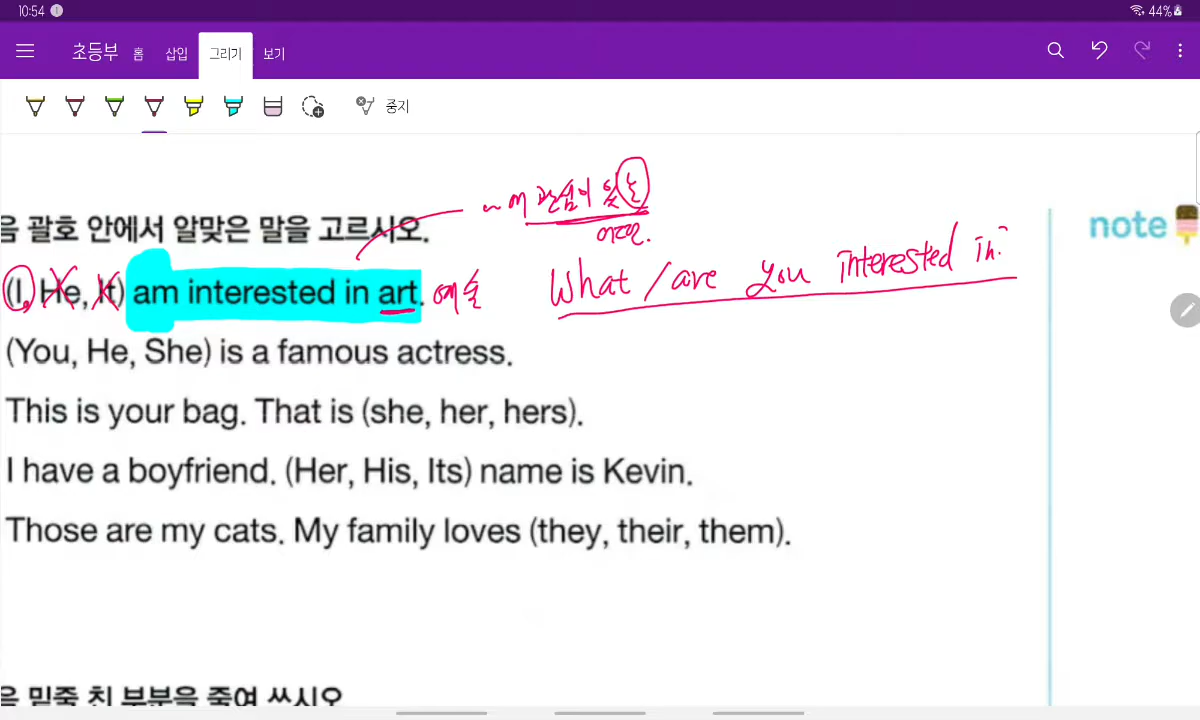 10:54 44%
초등부 홈 삽입 그리기 보기
중지
~에 관심이 있는
note
음 괄호 안에서 알맞은 말을 고르시오.
What / are you interested in?
(I, He, It) am interested in art. 예술
(You, He, She) is a famous actress.
This is your bag. That is (she, her, hers).
I have a boyfriend. (Her, His, Its) name is Kevin.
Those are my cats. My family loves (they, their, them).
음 밑줄 친 부분을 줄여 쓰시오